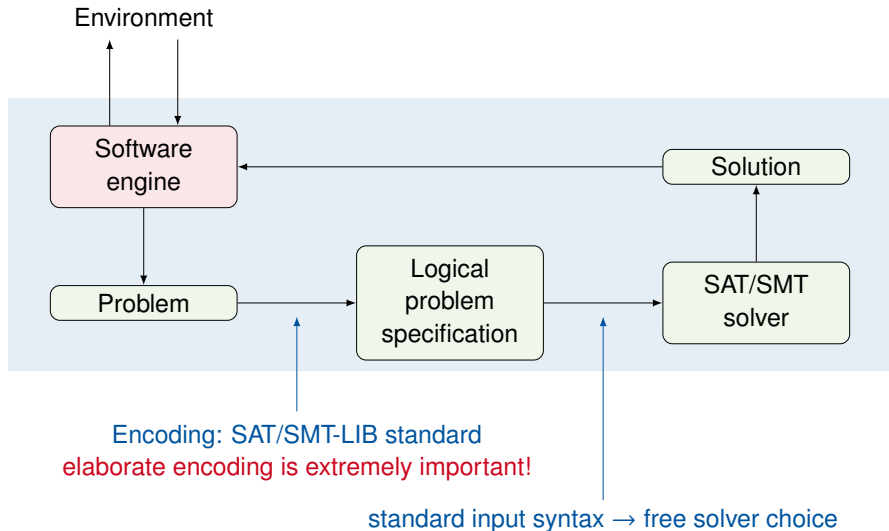 Environment
Software
engine
Solution
Problem
Logical
problem
specification
SAT/SMT
solver
Encoding: SAT/SMT-LIB standard
elaborate encoding is extremely important!
standard input syntax → free solver choice